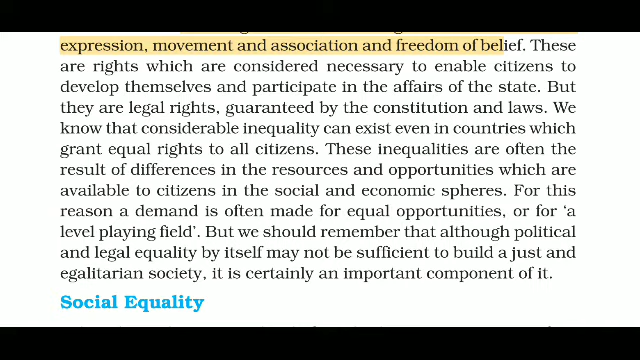 expression, movement and association and freedom of belief. These
are rights which are considered necessary to enable citizens to
develop themselves and participate in the affairs of the state. But
they are legal rights, guaranteed by the constitution and laws. We
know that considerable inequality can exist even in countries which
grant equal rights to all citizens. These inequalities are often the
result of differences in the resources and opportunities which are
available to citizens in the social and economic spheres. For this
reason a demand is often made for equal opportunities, or for ‘a
level playing field’. But we should remember that although political
and legal equality by itself may not be sufficient to build a just and
egalitarian society, it is certainly an important component of it.
Social Equality